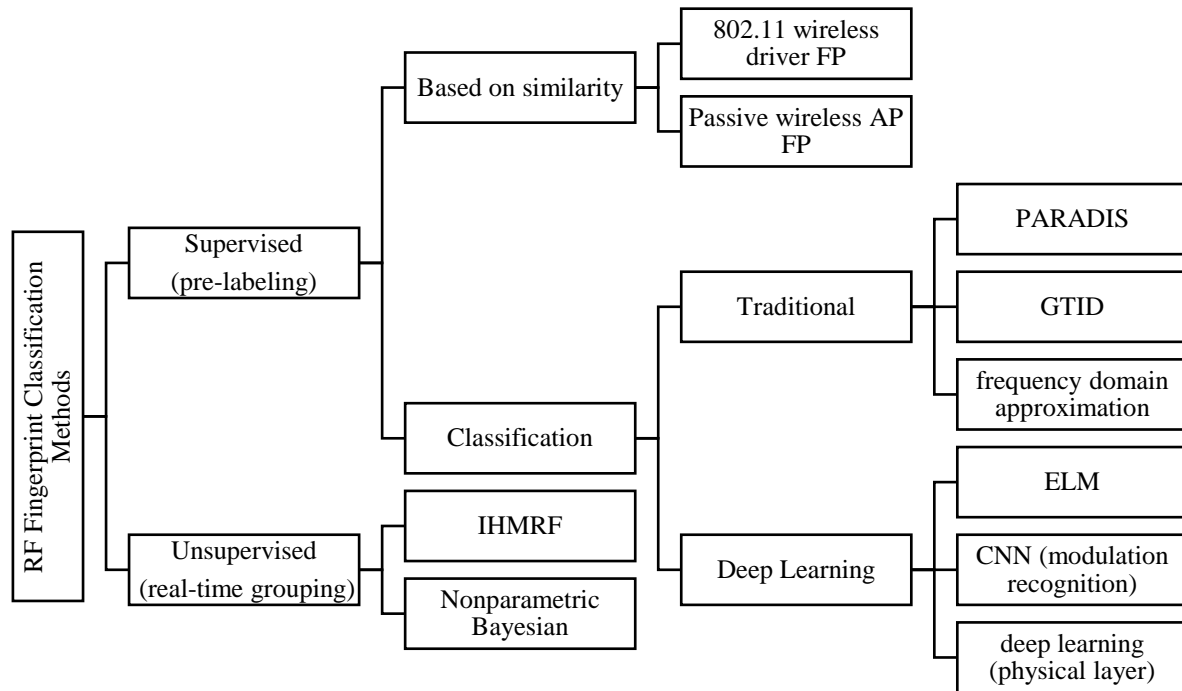 RF Fingerprint Classification
Methods
Supervised
(pre-labeling)
Based on similarity
802.11 wireless
driver FP
Passive wireless AP
FP
Classification
Traditional
PARADIS
GTID
frequency domain
approximation
Deep Learning
ELM
CNN (modulation
recognition)
deep learning
(physical layer)
Unsupervised
(real-time grouping)
IHMRF
Nonparametric
Bayesian